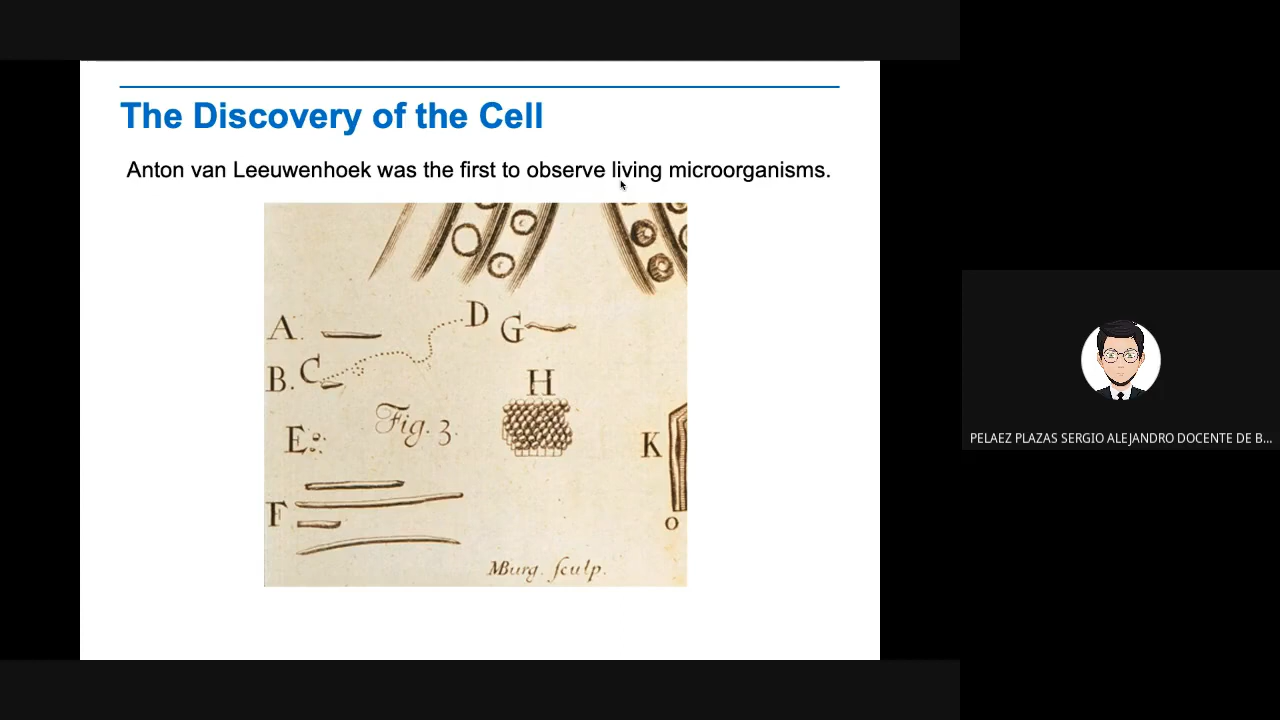 The Discovery of the Cell
Anton van Leeuwenhoek was the first to observe living microorganisms.
A.
D
G
B.
C
H
Fig. 3.
E
K
F
o
MBurg. sculp.
PELAEZ PLAZAS SERGIO ALEJANDRO DOCENTE DE B...